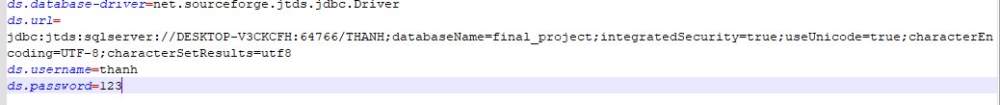 ds.database-driver=net.sourceforge.jtds.jdbc.Driver
ds.url=
jdbc:jtds:sqlserver://DESKTOP-V3CKCFH:64766/THANH;databaseName=final_project;integratedSecurity=true;useUnicode=true;characterEn
coding=UTF-8;characterSetResults=utf8
ds.username=thanh
ds.password=123